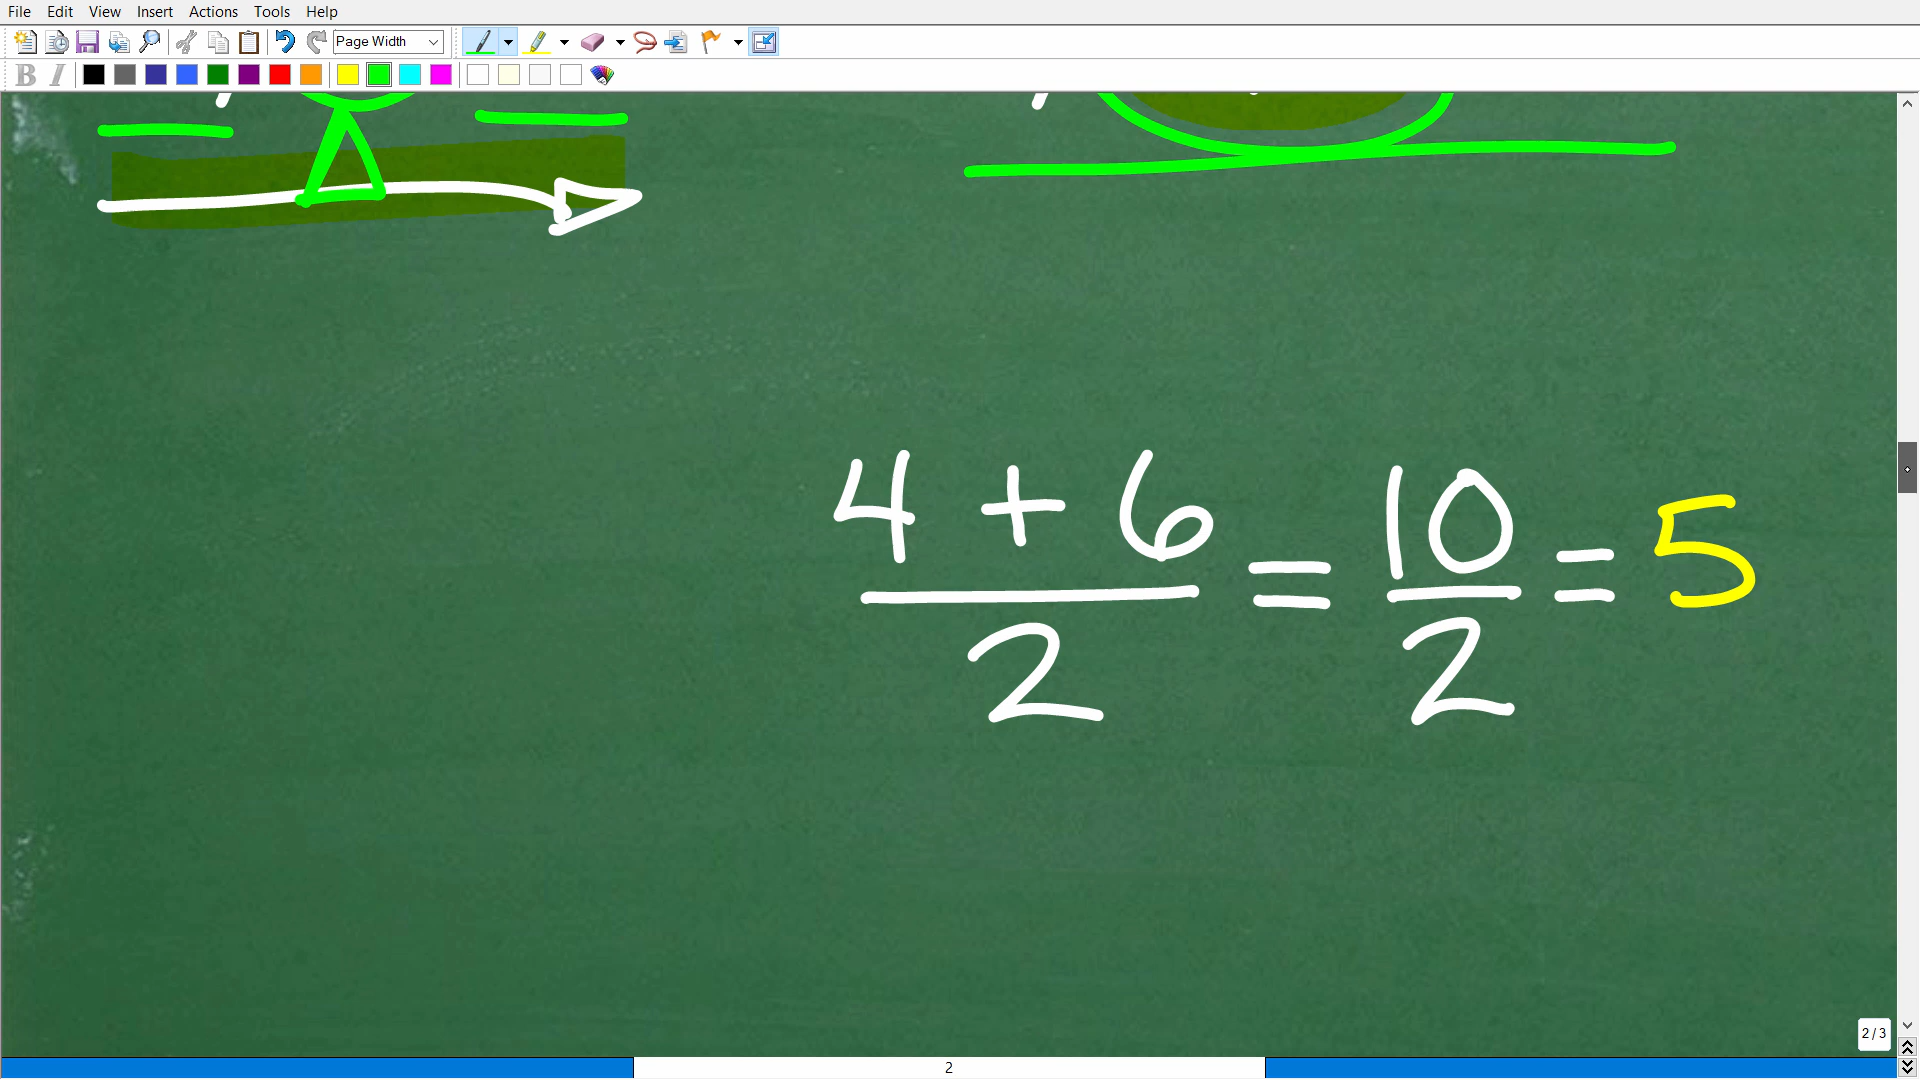 File Edit View Insert Actions Tools Help
Page Width
B I
4 + 6 / 2 = 10 / 2 = 5
2 / 3
2